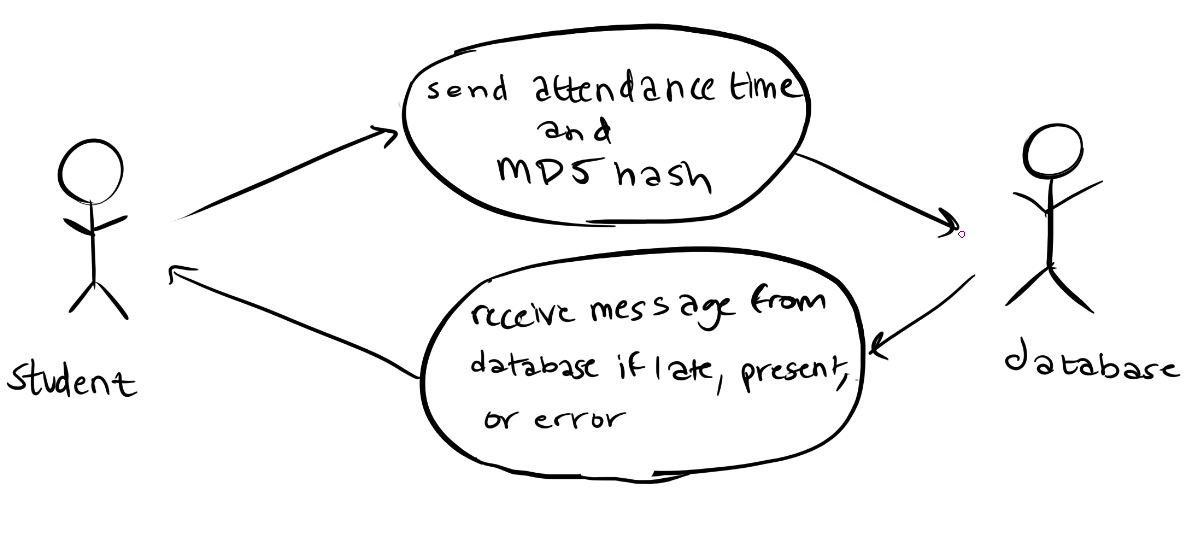 send attendance time
and
MD5 hash
receive message from
database if late, present,
or error
student
database